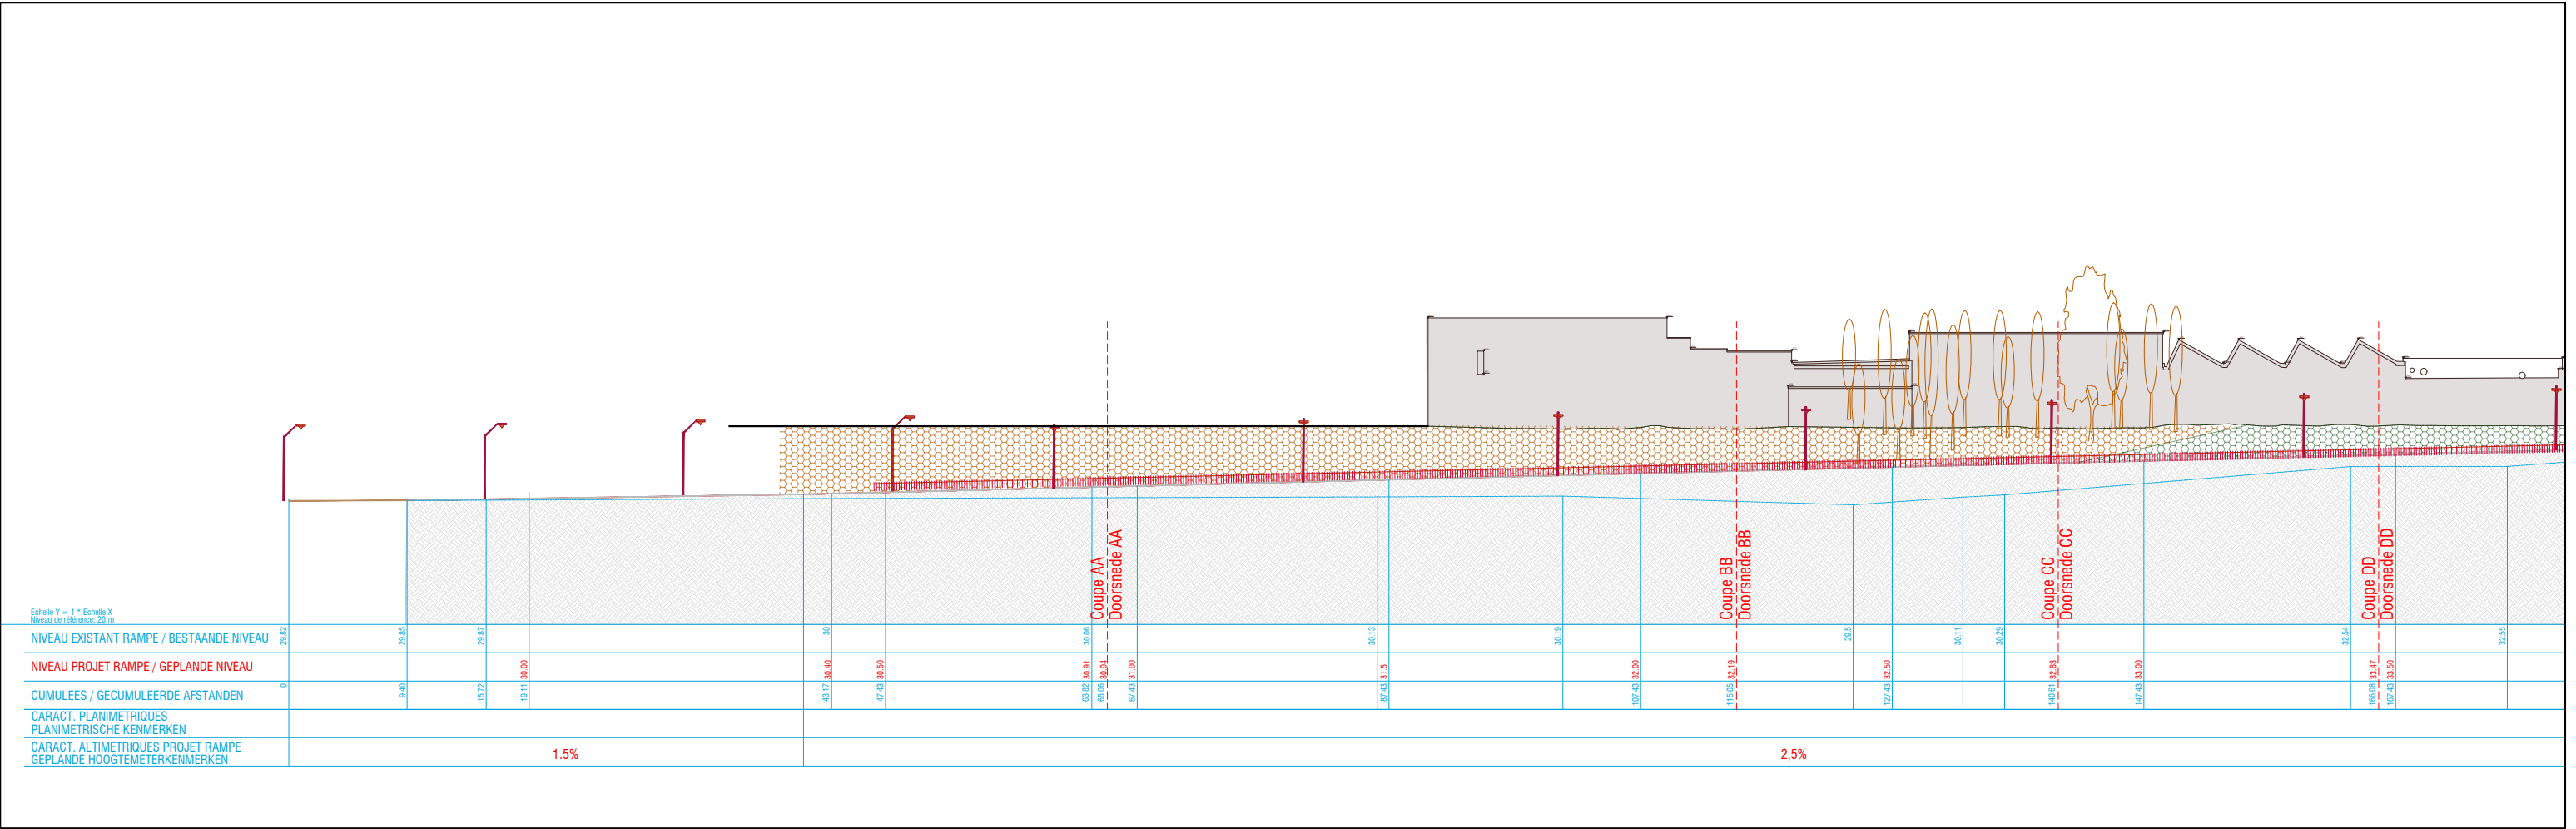 Coupe AA
Doorsnede AA
Coupe BB
Doorsnede BB
Coupe CC
Doorsnede CC
Coupe DD
Doorsnede DD
Echelle Y = 1 * Echelle X
Niveau de référence: 20 m
NIVEAU EXISTANT RAMPE / BESTAANDE NIVEAU 29.82 29.85 29.87 30 30.06 30.13 30.19 29.5 30.11 30.29 32.54 32.55
NIVEAU PROJET RAMPE / GEPLANDE NIVEAU 30.00 30.40 30.50 30.91 30.94 31.00 31.5 32.00 32.19 32.50 32.83 33.00 33.47 33.50
CUMULEES / GECUMULEERDE AFSTANDEN 0 9.40 15.72 19.11 43.17 47.43 63.82 65.06 67.43 87.43 107.43 115.05 127.43 140.61 147.43 166.08 167.43
CARACT. PLANIMETRIQUES
PLANIMETRISCHE KENMERKEN
CARACT. ALTIMETRIQUES PROJET RAMPE
GEPLANDE HOOGTEMETERKENMERKEN
1.5%
2,5%